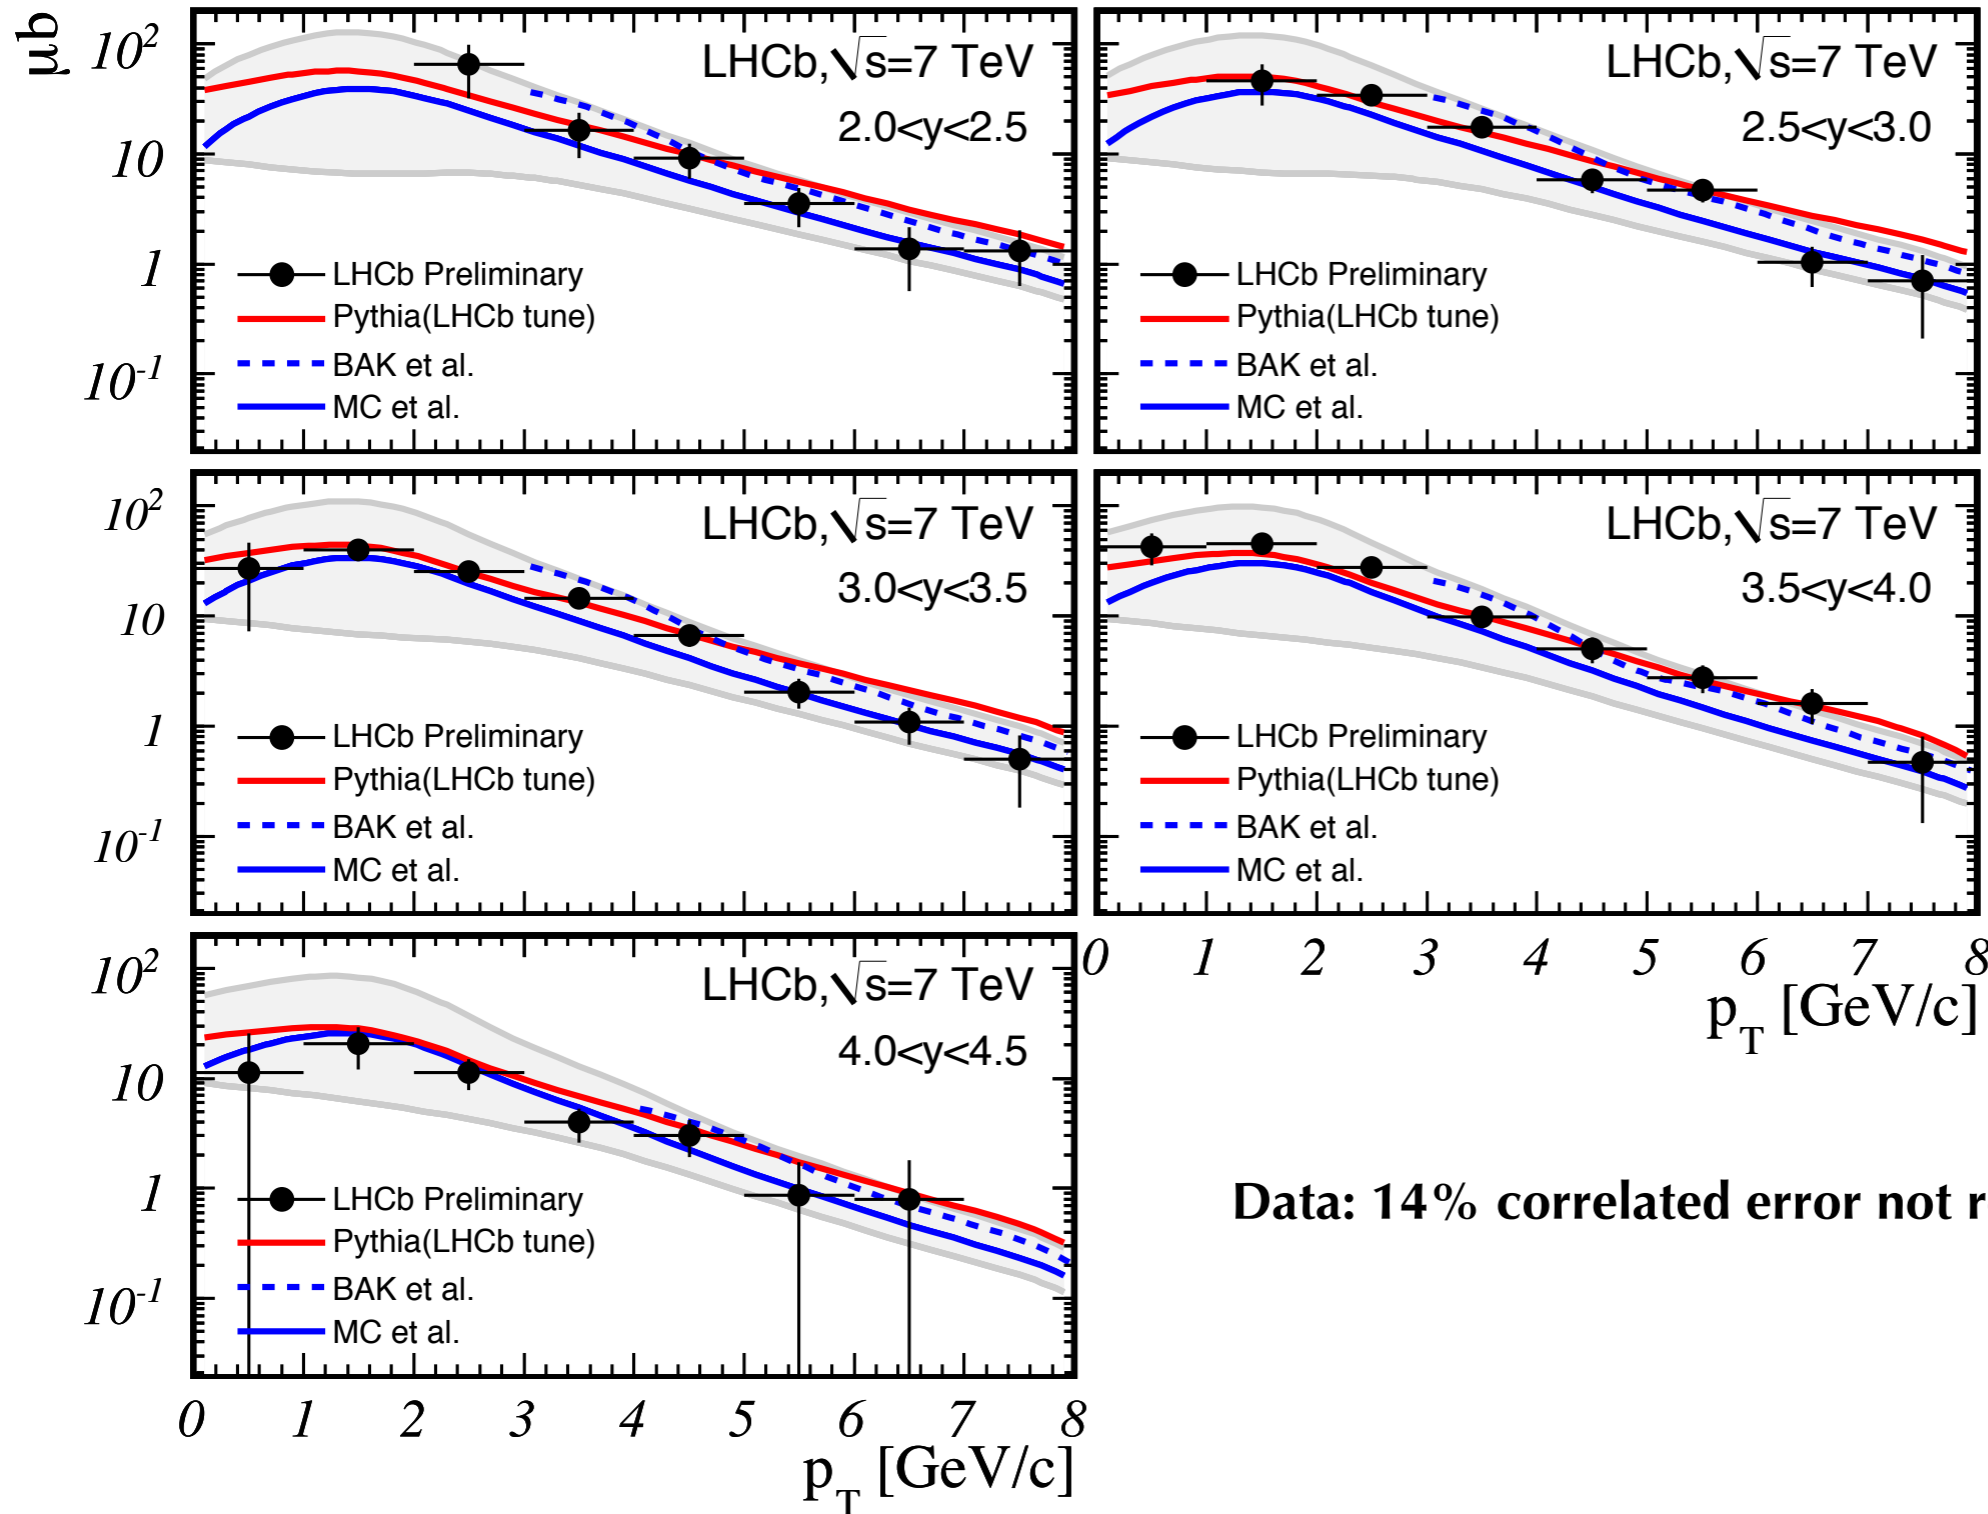 μb
10²
10
1
10⁻¹
LHCb, √s=7 TeV
2.0<y<2.5
LHCb Preliminary
Pythia(LHCb tune)
BAK et al.
MC et al.
LHCb, √s=7 TeV
2.5<y<3.0
LHCb Preliminary
Pythia(LHCb tune)
BAK et al.
MC et al.
10²
10
1
10⁻¹
LHCb, √s=7 TeV
3.0<y<3.5
LHCb Preliminary
Pythia(LHCb tune)
BAK et al.
MC et al.
LHCb, √s=7 TeV
3.5<y<4.0
LHCb Preliminary
Pythia(LHCb tune)
BAK et al.
MC et al.
0 1 2 3 4 5 6 7 8
p_T [GeV/c]
10²
10
1
10⁻¹
LHCb, √s=7 TeV
4.0<y<4.5
LHCb Preliminary
Pythia(LHCb tune)
BAK et al.
MC et al.
0 1 2 3 4 5 6 7 8
p_T [GeV/c]
Data: 14% correlated error not